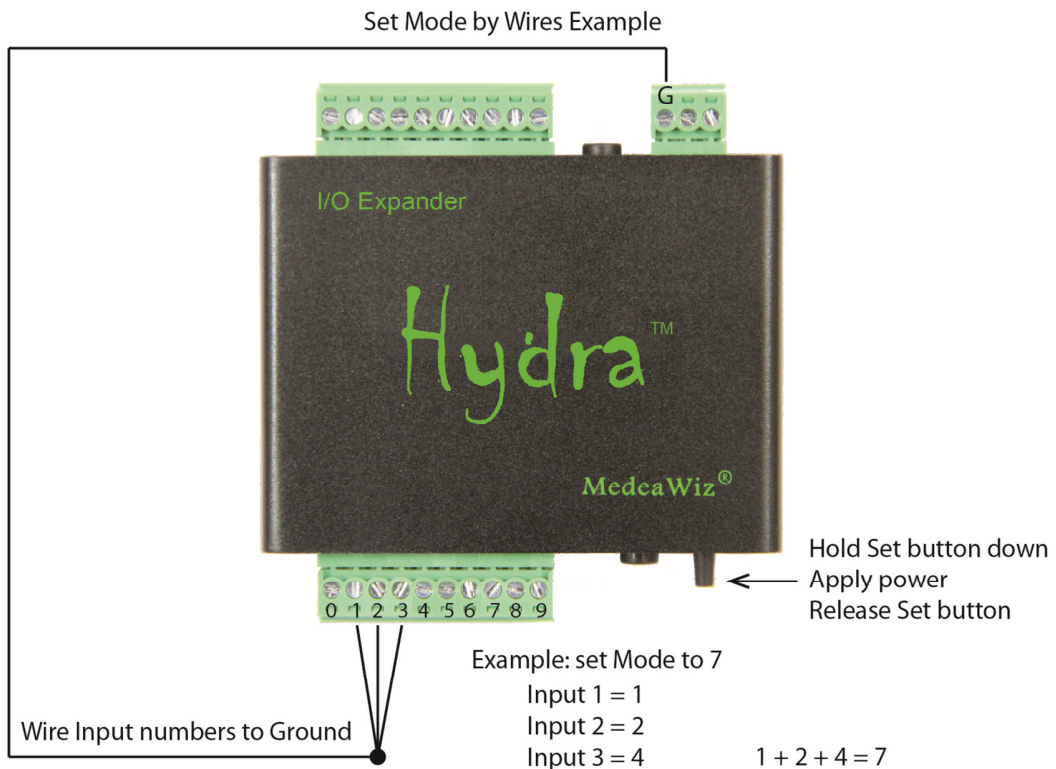 Set Mode by Wires Example
G
I/O Expander
Hydra™
MedeaWiz®
Hold Set button down
Apply power
Release Set button
0 1 2 3 4 5 6 7 8 9
Example: set Mode to 7
Input 1 = 1
Input 2 = 2
Wire Input numbers to Ground
Input 3 = 4 1 + 2 + 4 = 7